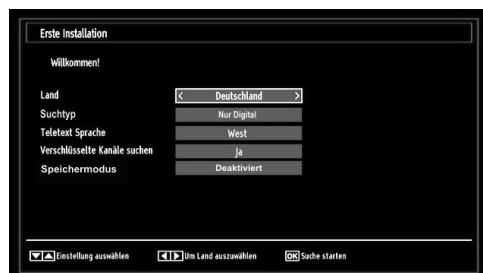 Erste Installation
Willkommen!
Land < Deutschland >
Suchtyp Nur Digital
Teletext Sprache West
Verschlüsselte Kanäle suchen Ja
Speichermodus Deaktiviert
Einstellung auswählen Um Land auszuwählen OK Suche starten